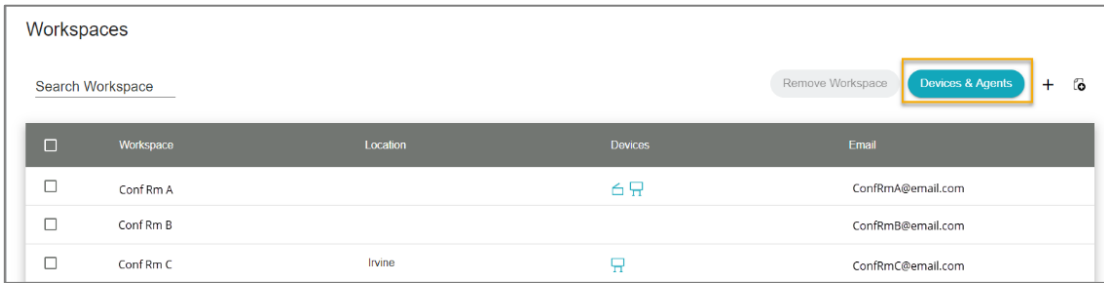 Workspaces
Search Workspace Remove Workspace Devices & Agents
Workspace Location Devices Email
Conf Rm A ConfRmA@email.com
Conf Rm B ConfRmB@email.com
Conf Rm C Irvine ConfRmC@email.com